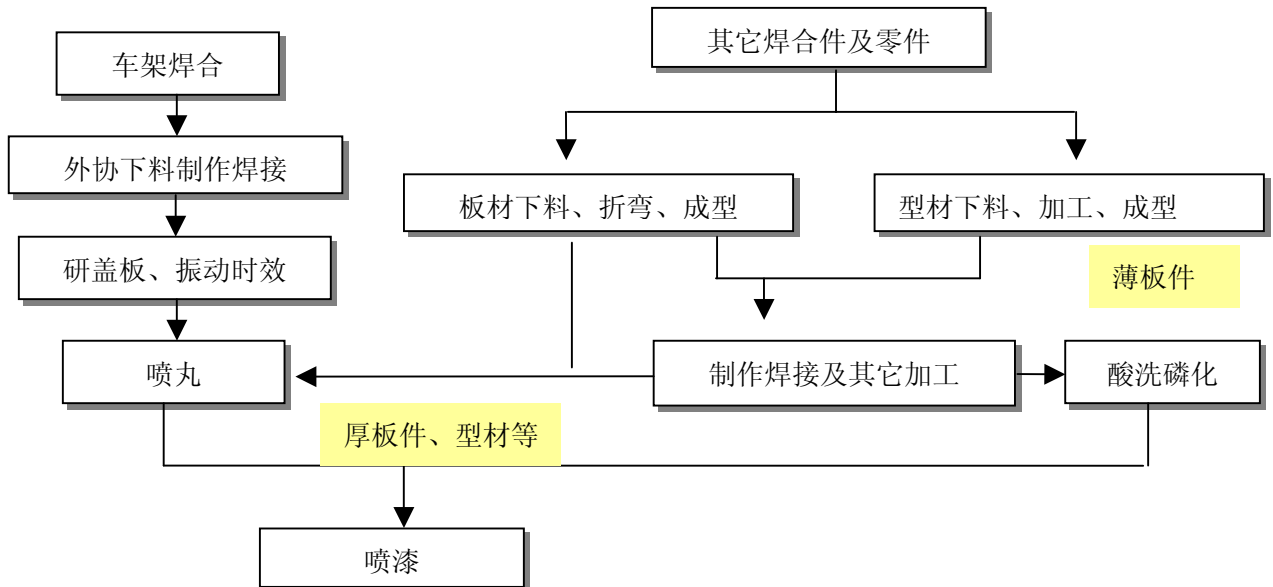 其它焊合件及零件
车架焊合
外协下料制作焊接
板材下料、折弯、成型
型材下料、加工、成型
研盖板、振动时效
薄板件
喷丸
制作焊接及其它加工
酸洗磷化
厚板件、型材等
喷漆